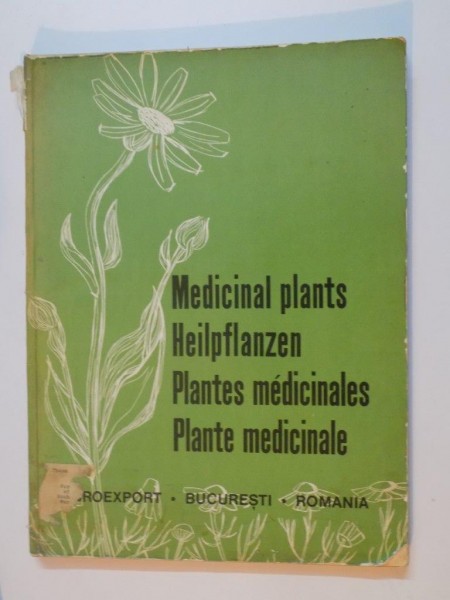 Medicinal plants
Heilpflanzen
Plantes médicinales
Plante medicinale
ROEXPORT • BUCUREȘTI • ROMANIA